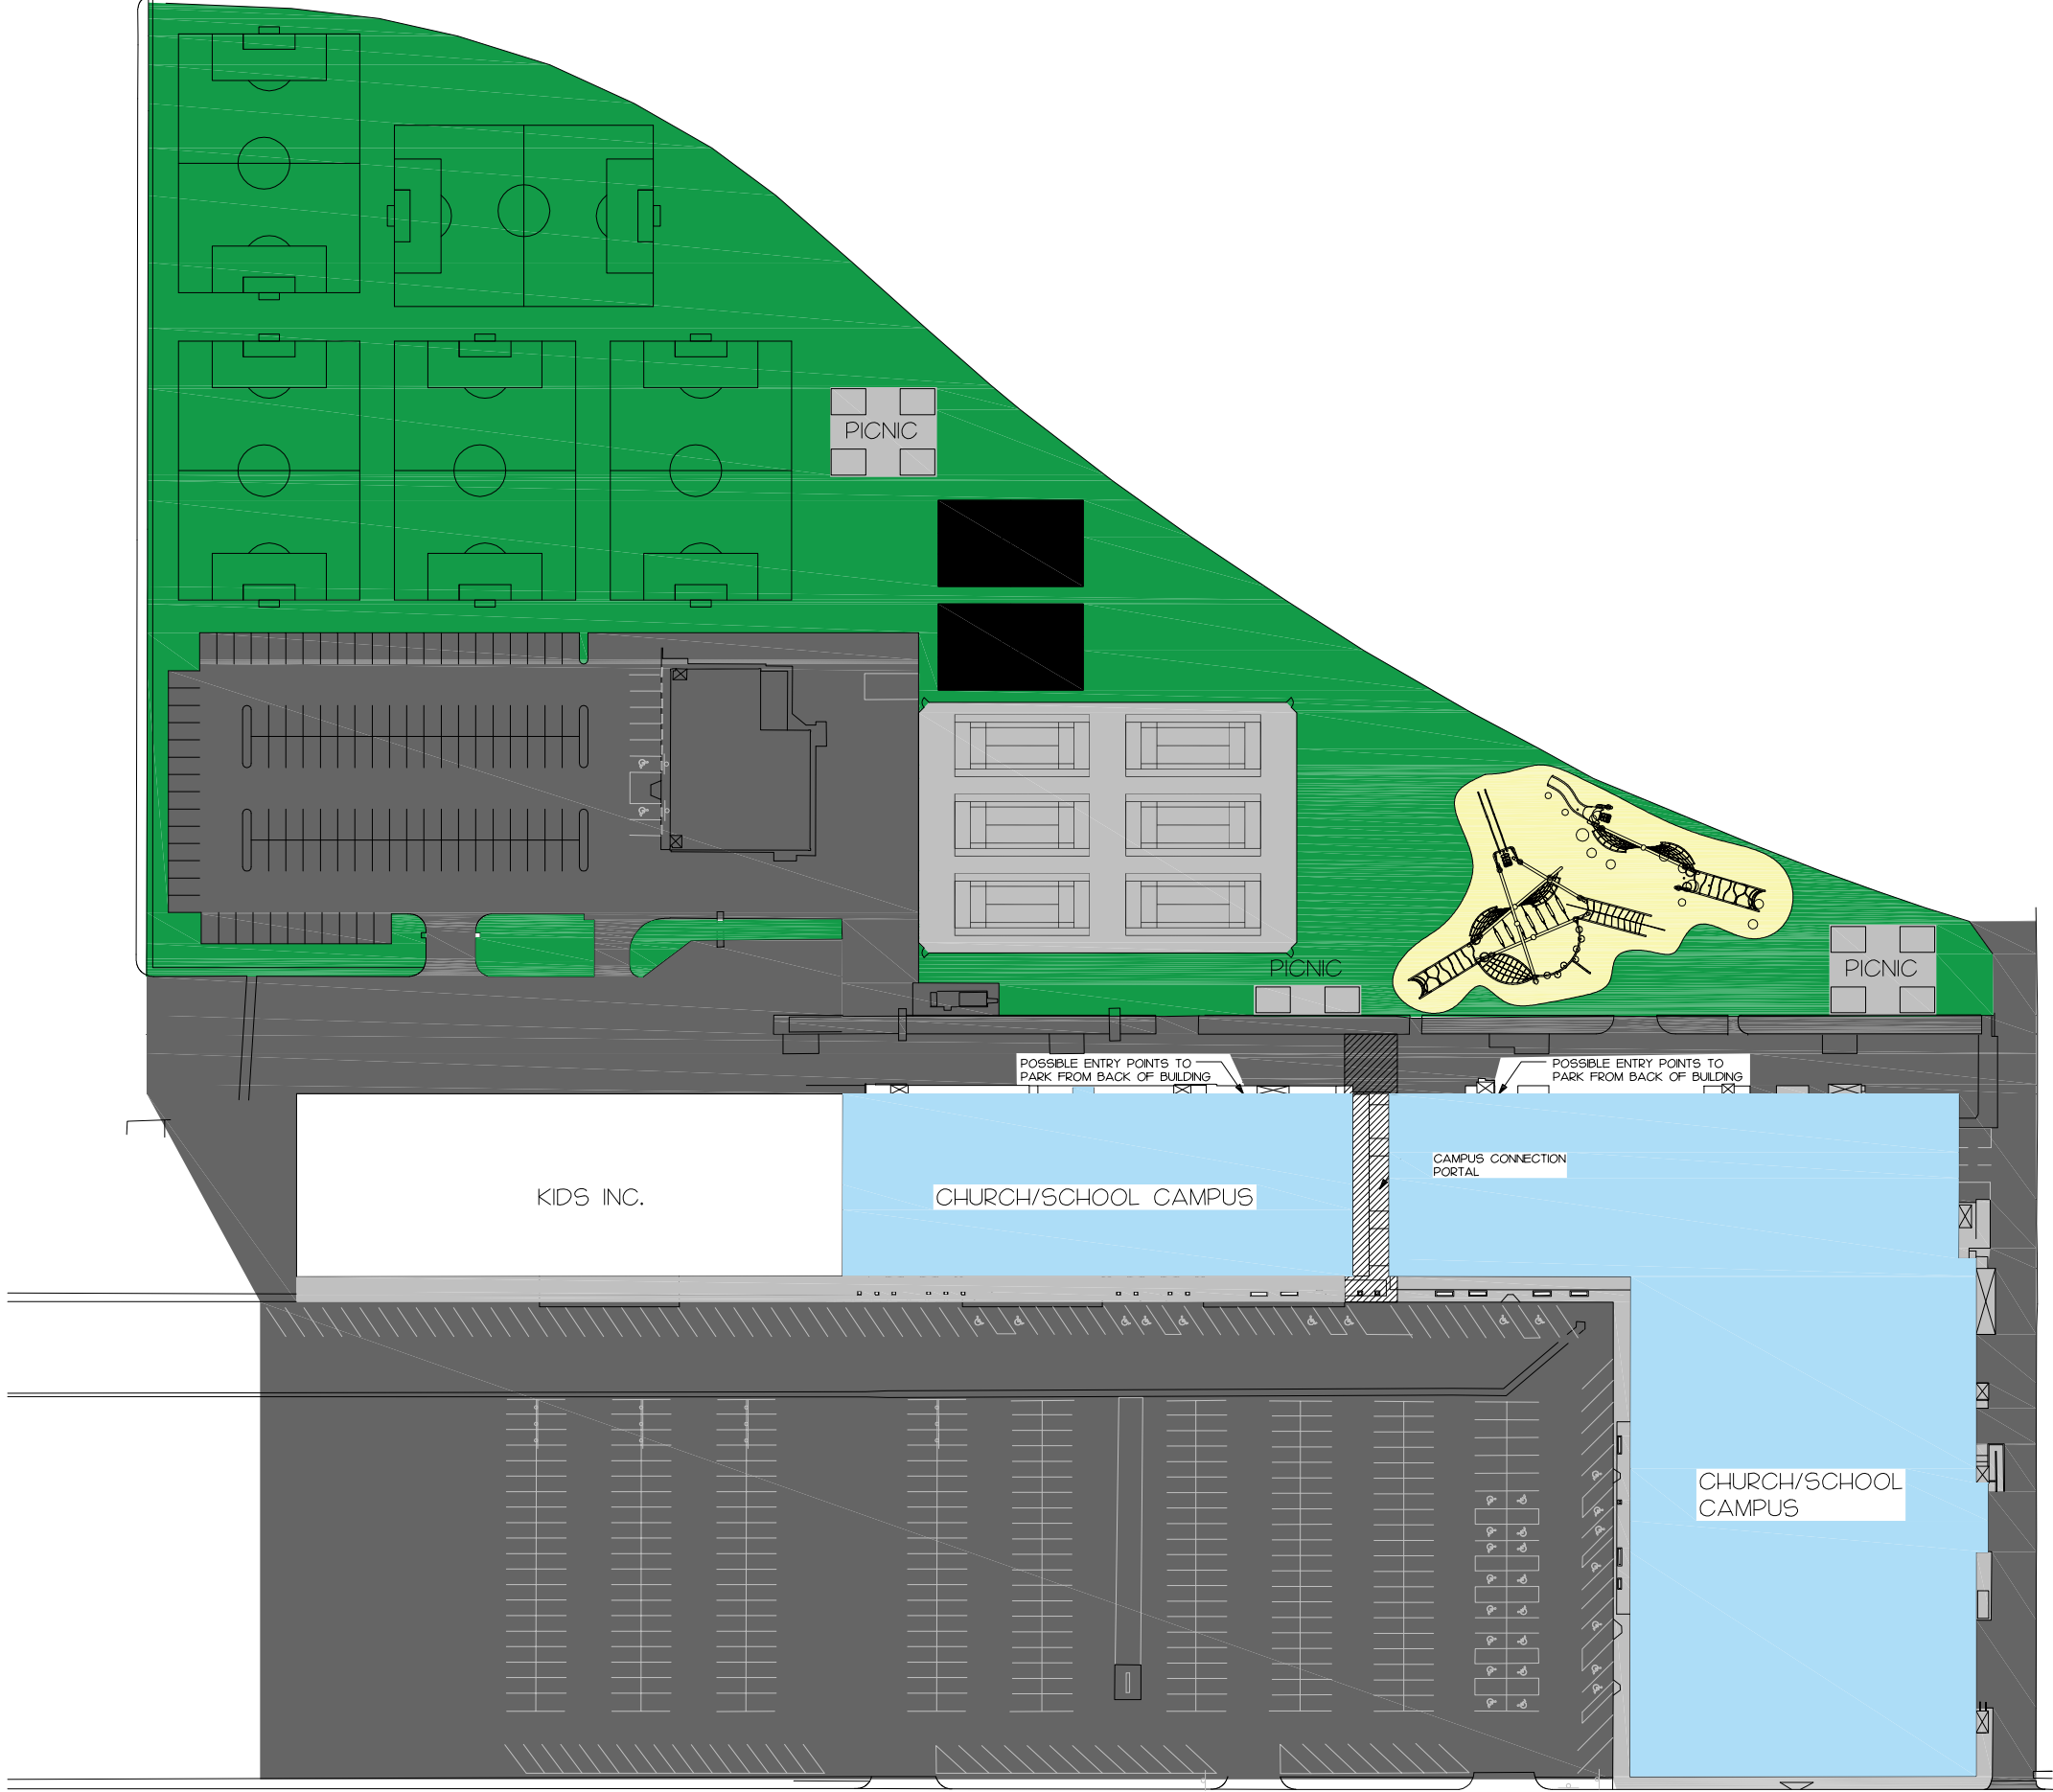 PICNIC
PICNIC
PICNIC
POSSIBLE ENTRY POINTS TO
PARK FROM BACK OF BUILDING
POSSIBLE ENTRY POINTS TO
PARK FROM BACK OF BUILDING
CAMPUS CONNECTION
PORTAL
KIDS INC.
CHURCH/SCHOOL CAMPUS
CHURCH/SCHOOL
CAMPUS